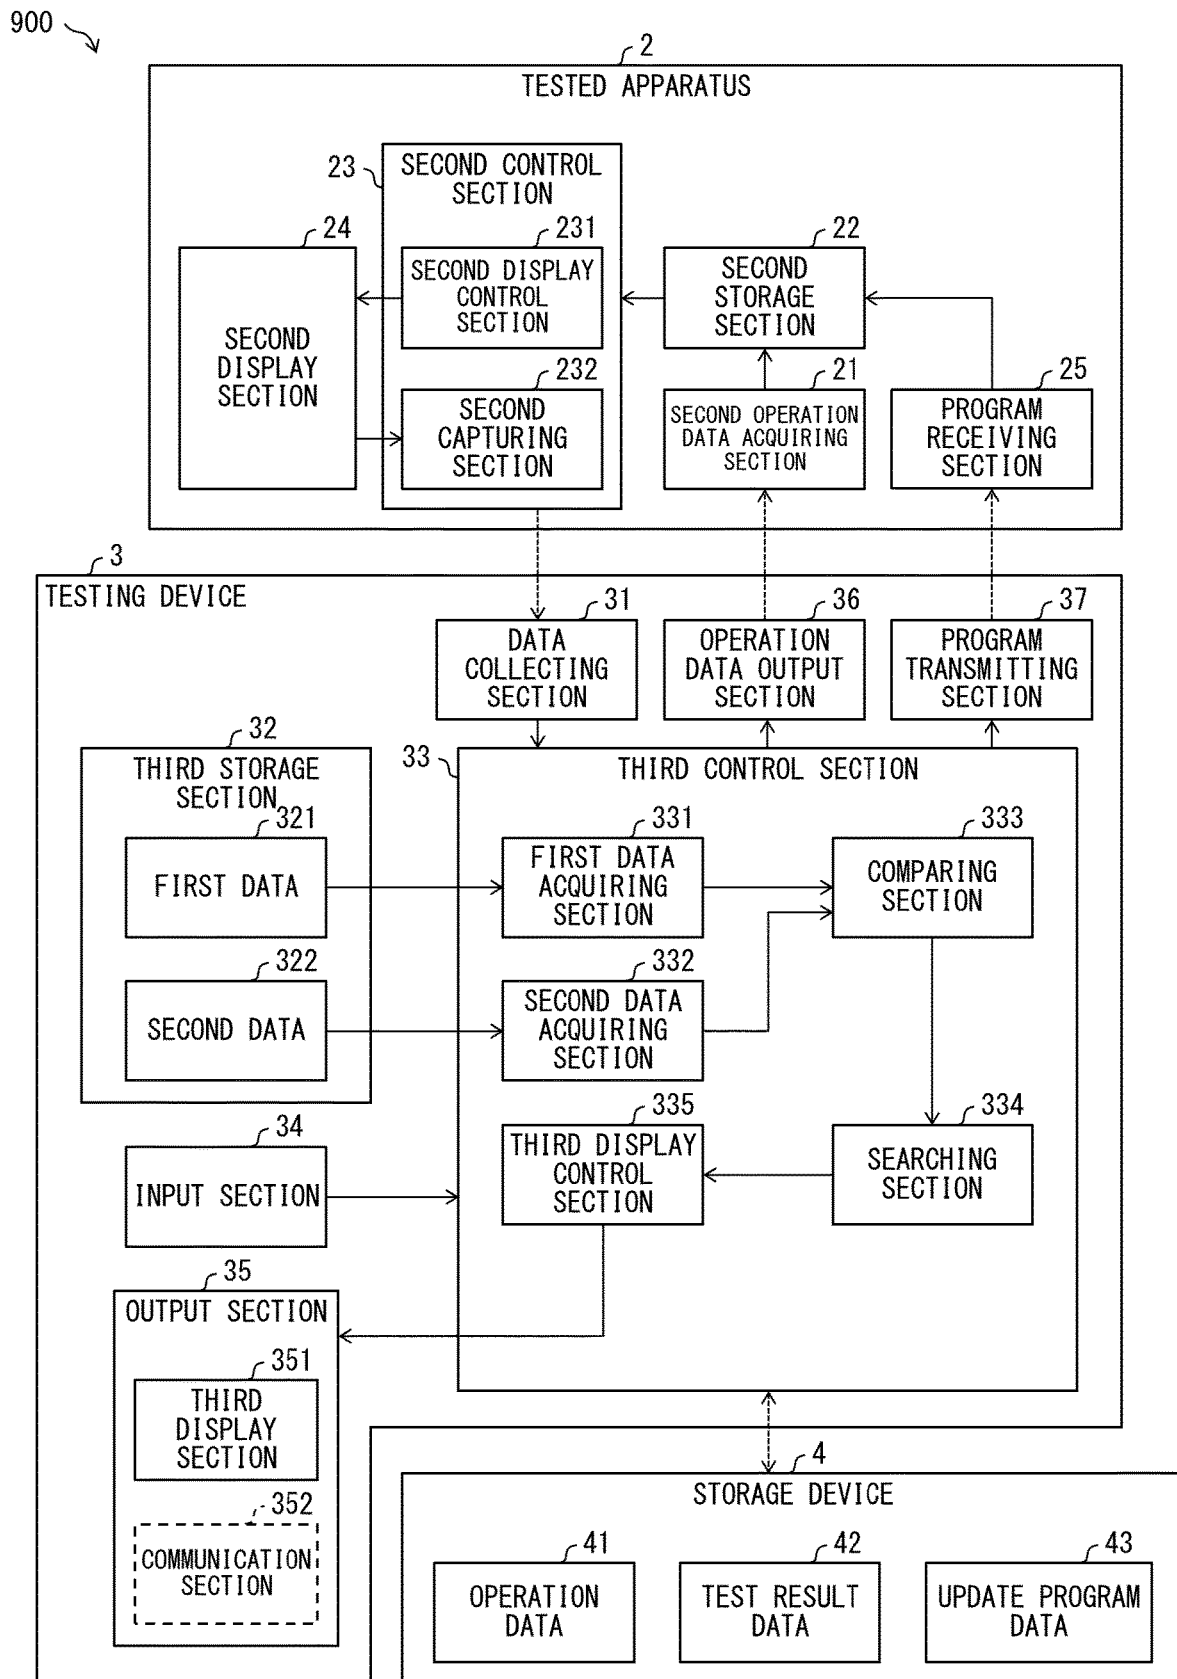 900
2
TESTED APPARATUS
23
SECOND CONTROL
SECTION
24
SECOND
DISPLAY
SECTION
231
SECOND DISPLAY
CONTROL
SECTION
232
SECOND
CAPTURING
SECTION
22
SECOND
STORAGE
SECTION
21
SECOND OPERATION
DATA ACQUIRING
SECTION
25
PROGRAM
RECEIVING
SECTION
3
TESTING DEVICE
31
DATA
COLLECTING
SECTION
36
OPERATION
DATA OUTPUT
SECTION
37
PROGRAM
TRANSMITTING
SECTION
32
THIRD STORAGE
SECTION
321
FIRST DATA
322
SECOND DATA
33
THIRD CONTROL SECTION
331
FIRST DATA
ACQUIRING
SECTION
333
COMPARING
SECTION
332
SECOND DATA
ACQUIRING
SECTION
335
THIRD DISPLAY
CONTROL
SECTION
334
SEARCHING
SECTION
34
INPUT SECTION
35
OUTPUT SECTION
351
THIRD
DISPLAY
SECTION
352
COMMUNICATION
SECTION
4
STORAGE DEVICE
41
OPERATION
DATA
42
TEST RESULT
DATA
43
UPDATE PROGRAM
DATA